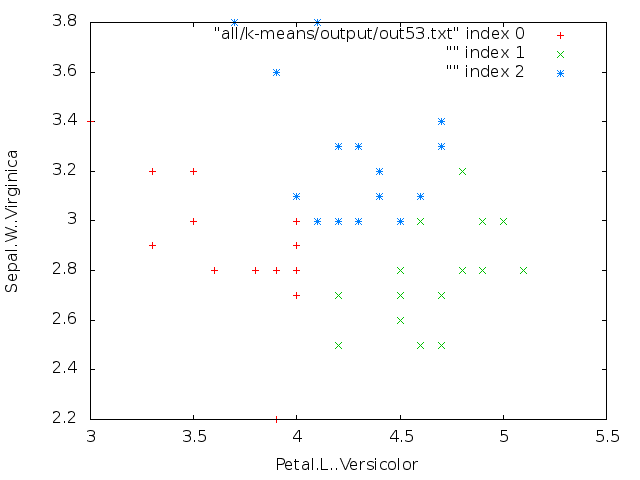 "all/k-means/output/out53.txt" index 0
"" index 1
"" index 2
3.8
3.6
3.4
3.2
3
2.8
2.6
2.4
2.2
3 3.5 4 4.5 5 5.5
Sepal.W..Virginica
Petal.L..Versicolor